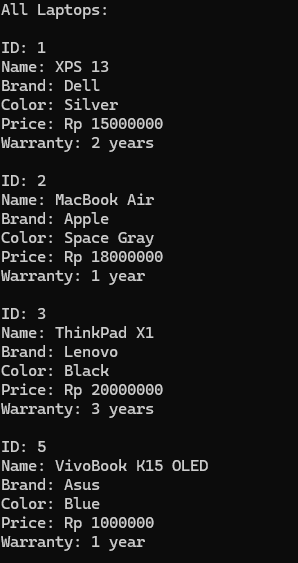 All Laptops:
ID: 1
Name: XPS 13
Brand: Dell
Color: Silver
Price: Rp 15000000
Warranty: 2 years
ID: 2
Name: MacBook Air
Brand: Apple
Color: Space Gray
Price: Rp 18000000
Warranty: 1 year
ID: 3
Name: ThinkPad X1
Brand: Lenovo
Color: Black
Price: Rp 20000000
Warranty: 3 years
ID: 5
Name: VivoBook K15 OLED
Brand: Asus
Color: Blue
Price: Rp 1000000
Warranty: 1 year